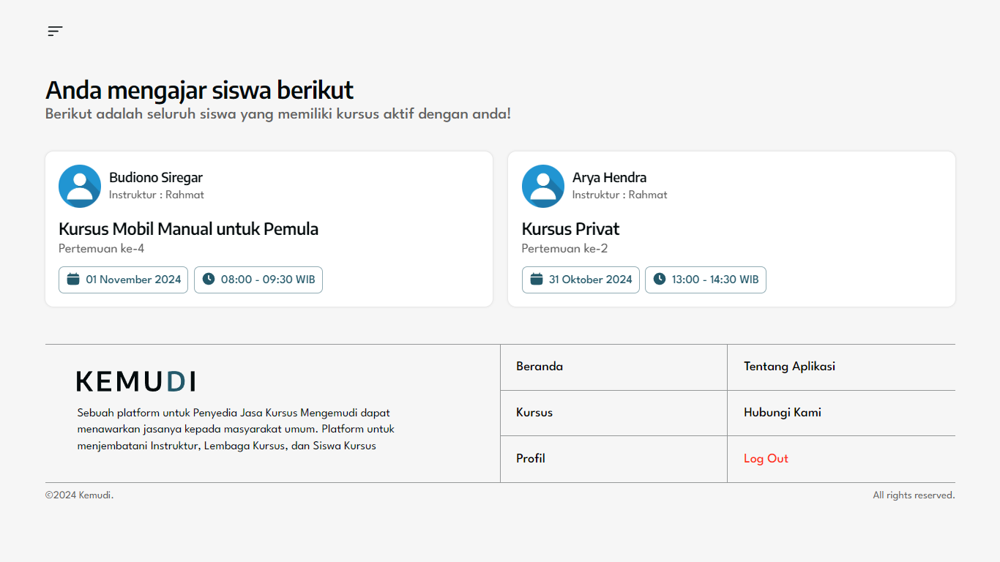 Anda mengajar siswa berikut
Berikut adalah seluruh siswa yang memiliki kursus aktif dengan anda!
Budiono Siregar
Instruktur : Rahmat
Kursus Mobil Manual untuk Pemula
Pertemuan ke-4
01 November 2024
08:00 - 09:30 WIB
Arya Hendra
Instruktur : Rahmat
Kursus Privat
Pertemuan ke-2
31 Oktober 2024
13:00 - 14:30 WIB
KEMUDI
Sebuah platform untuk Penyedia Jasa Kursus Mengemudi dapat
menawarkan jasanya kepada masyarakat umum. Platform untuk
menjembatani Instruktur, Lembaga Kursus, dan Siswa Kursus
Beranda
Tentang Aplikasi
Kursus
Hubungi Kami
Profil
Log Out
©2024 Kemudi.
All rights reserved.